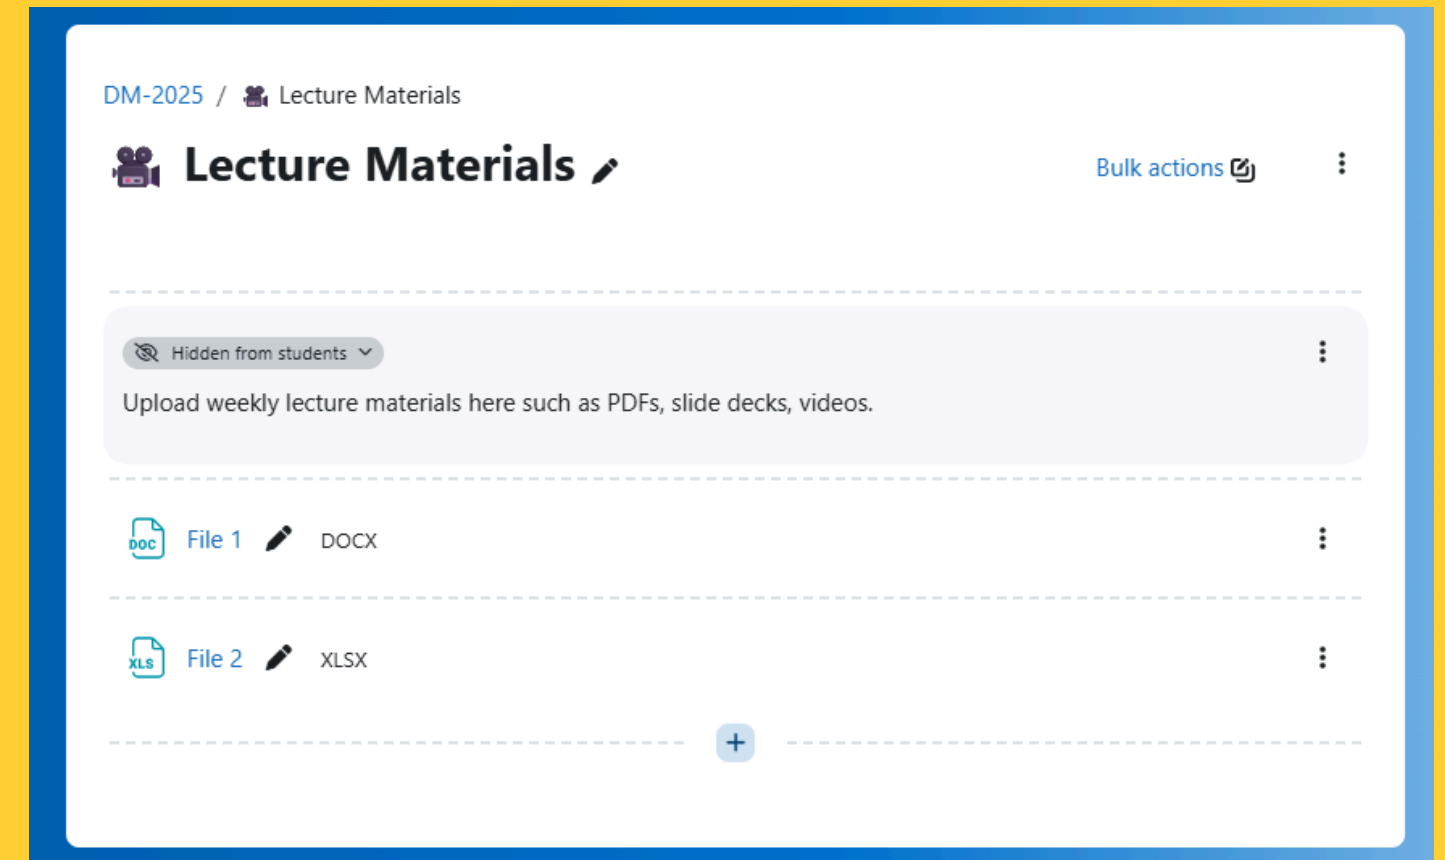 DM-2025 / Lecture Materials
Lecture Materials
Bulk actions
Hidden from students
Upload weekly lecture materials here such as PDFs, slide decks, videos.
DOC File 1 DOCX
XLS File 2 XLSX